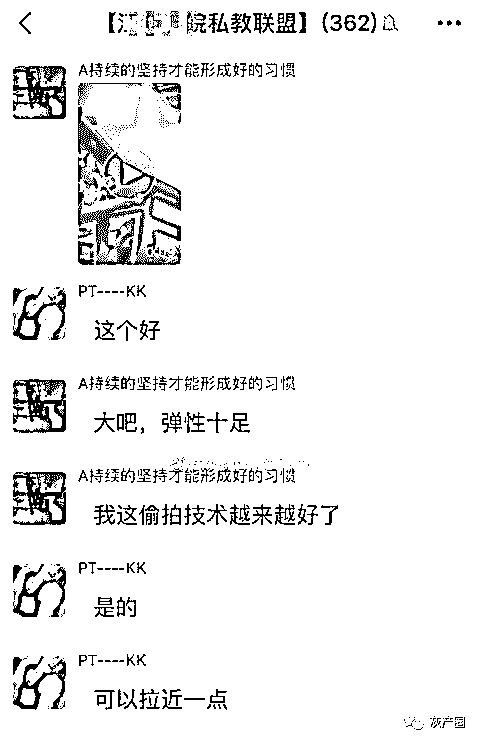 院私教联盟】(362)
A持续的坚持才能形成好的习惯
PT----KK
这个好
A持续的坚持才能形成好的习惯
大吧，弹性十足
A持续的坚持才能形成好的习惯
我这偷拍技术越来越好了
PT----KK
是的
PT----KK
可以拉近一点
灰产圈